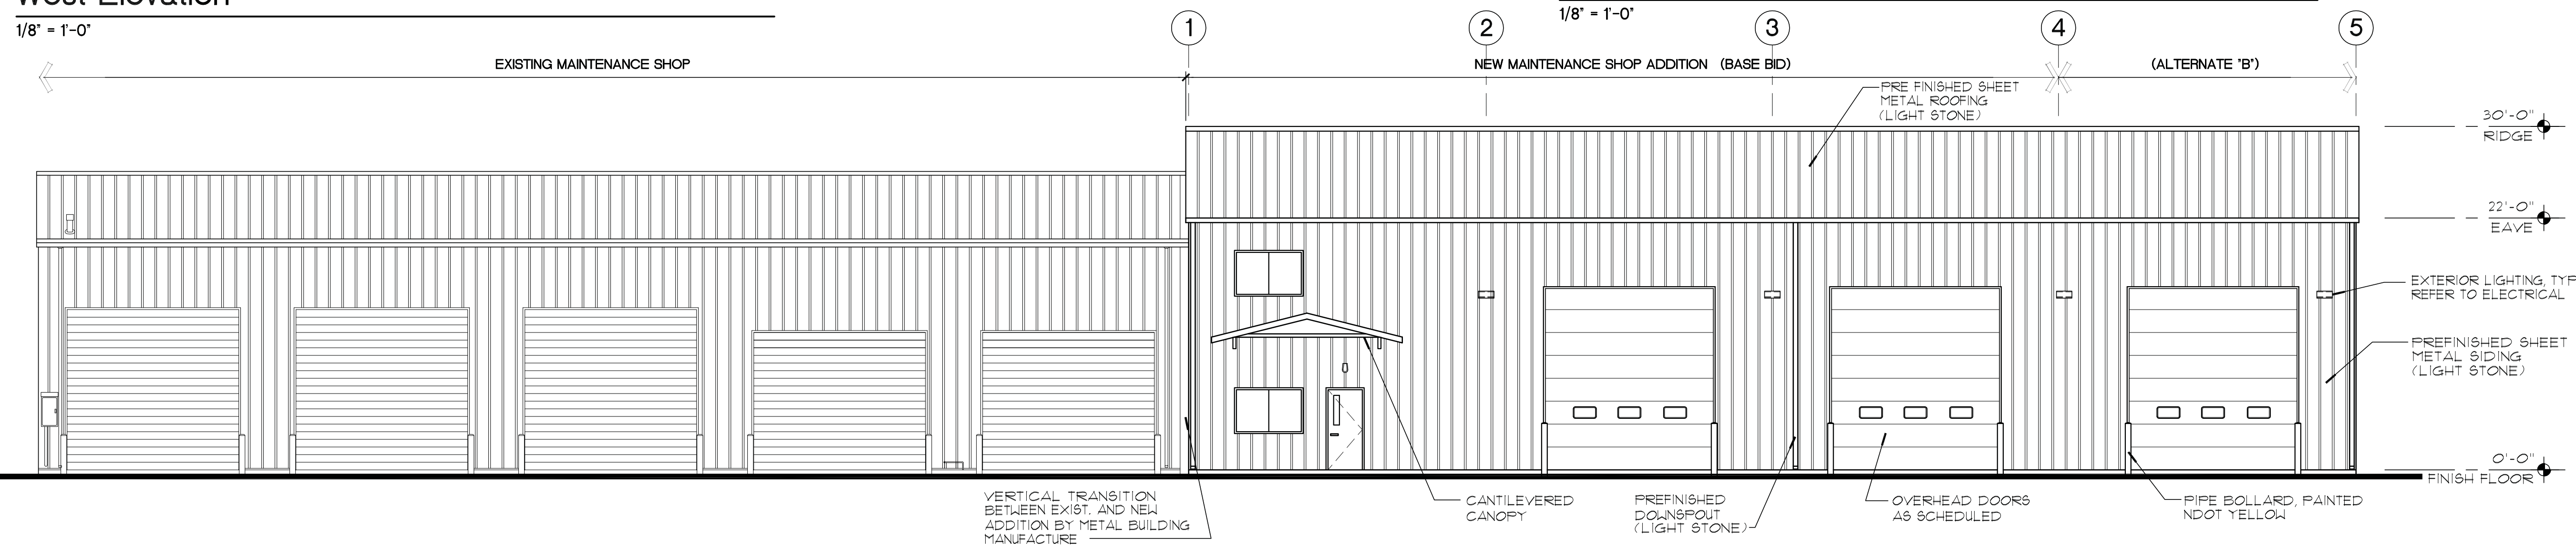 West Elevation
1/8" = 1'-0"
1/8" = 1'-0"
1
2
3
4
5
EXISTING MAINTENANCE SHOP
NEW MAINTENANCE SHOP ADDITION (BASE BID)
(ALTERNATE "B")
PRE FINISHED SHEET
METAL ROOFING
(LIGHT STONE)
30'-0"
RIDGE
22'-0"
EAVE
EXTERIOR LIGHTING, TYP
REFER TO ELECTRICAL
PREFINISHED SHEET
METAL SIDING
(LIGHT STONE)
0'-0"
FINISH FLOOR
VERTICAL TRANSITION
BETWEEN EXIST. AND NEW
ADDITION BY METAL BUILDING
MANUFACTURE
CANTILEVERED
CANOPY
PREFINISHED
DOWNSPOUT
(LIGHT STONE)
OVERHEAD DOORS
AS SCHEDULED
PIPE BOLLARD, PAINTED
NDOT YELLOW